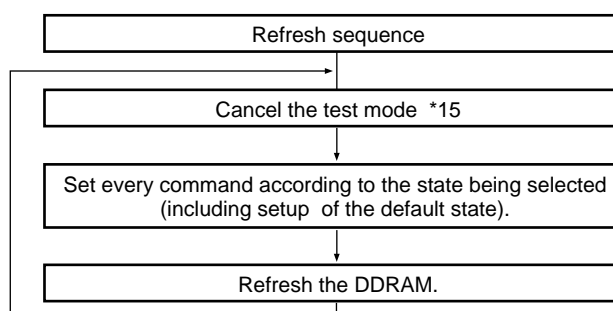 Refresh sequence
Cancel the test mode  *15
Set every command according to the state being selected
(including setup  of the default state).
Refresh the DDRAM.